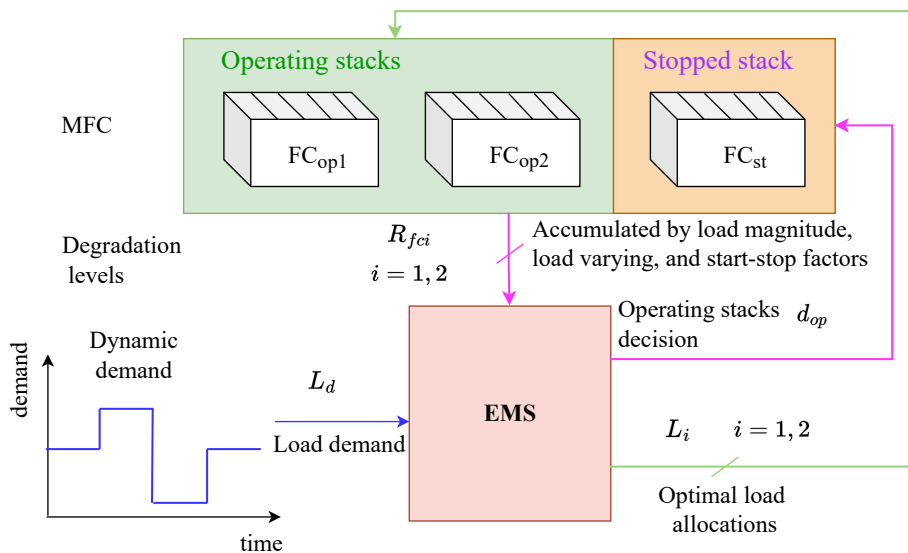 Operating stacks
Stopped stack
MFC
FC_op1
FC_op2
FC_st
R_fci
i = 1, 2
Accumulated by load magnitude,
load varying, and start-stop factors
Degradation
levels
Operating stacks
decision
d_op
Dynamic
demand
demand
time
L_d
Load demand
EMS
L_i i = 1, 2
Optimal load
allocations